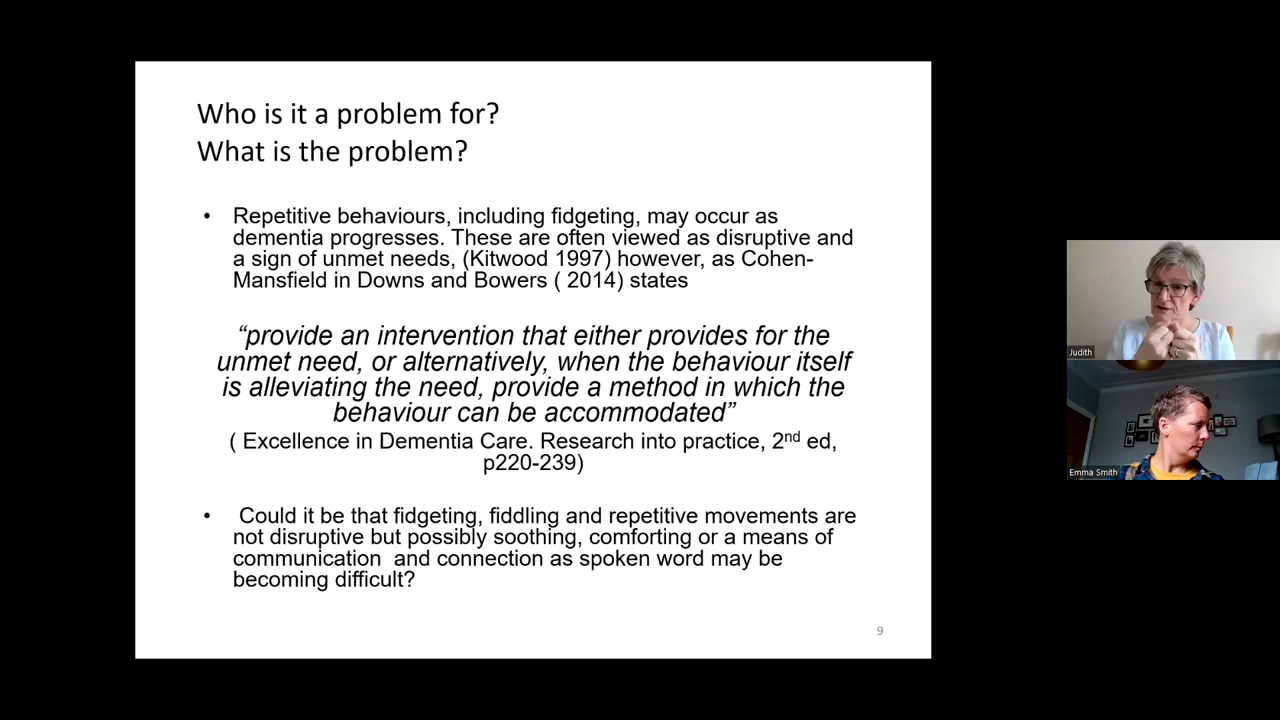 Who is it a problem for?
What is the problem?
• Repetitive behaviours, including fidgeting, may occur as
dementia progresses. These are often viewed as disruptive and
a sign of unmet needs, (Kitwood 1997) however, as Cohen-
Mansfield in Downs and Bowers ( 2014) states
“provide an intervention that either provides for the
unmet need, or alternatively, when the behaviour itself
is alleviating the need, provide a method in which the
behaviour can be accommodated”
( Excellence in Dementia Care. Research into practice, 2nd ed,
p220-239)
• Could it be that fidgeting, fiddling and repetitive movements are
not disruptive but possibly soothing, comforting or a means of
communication  and connection as spoken word may be
becoming difficult?
9
Judith
Emma Smith